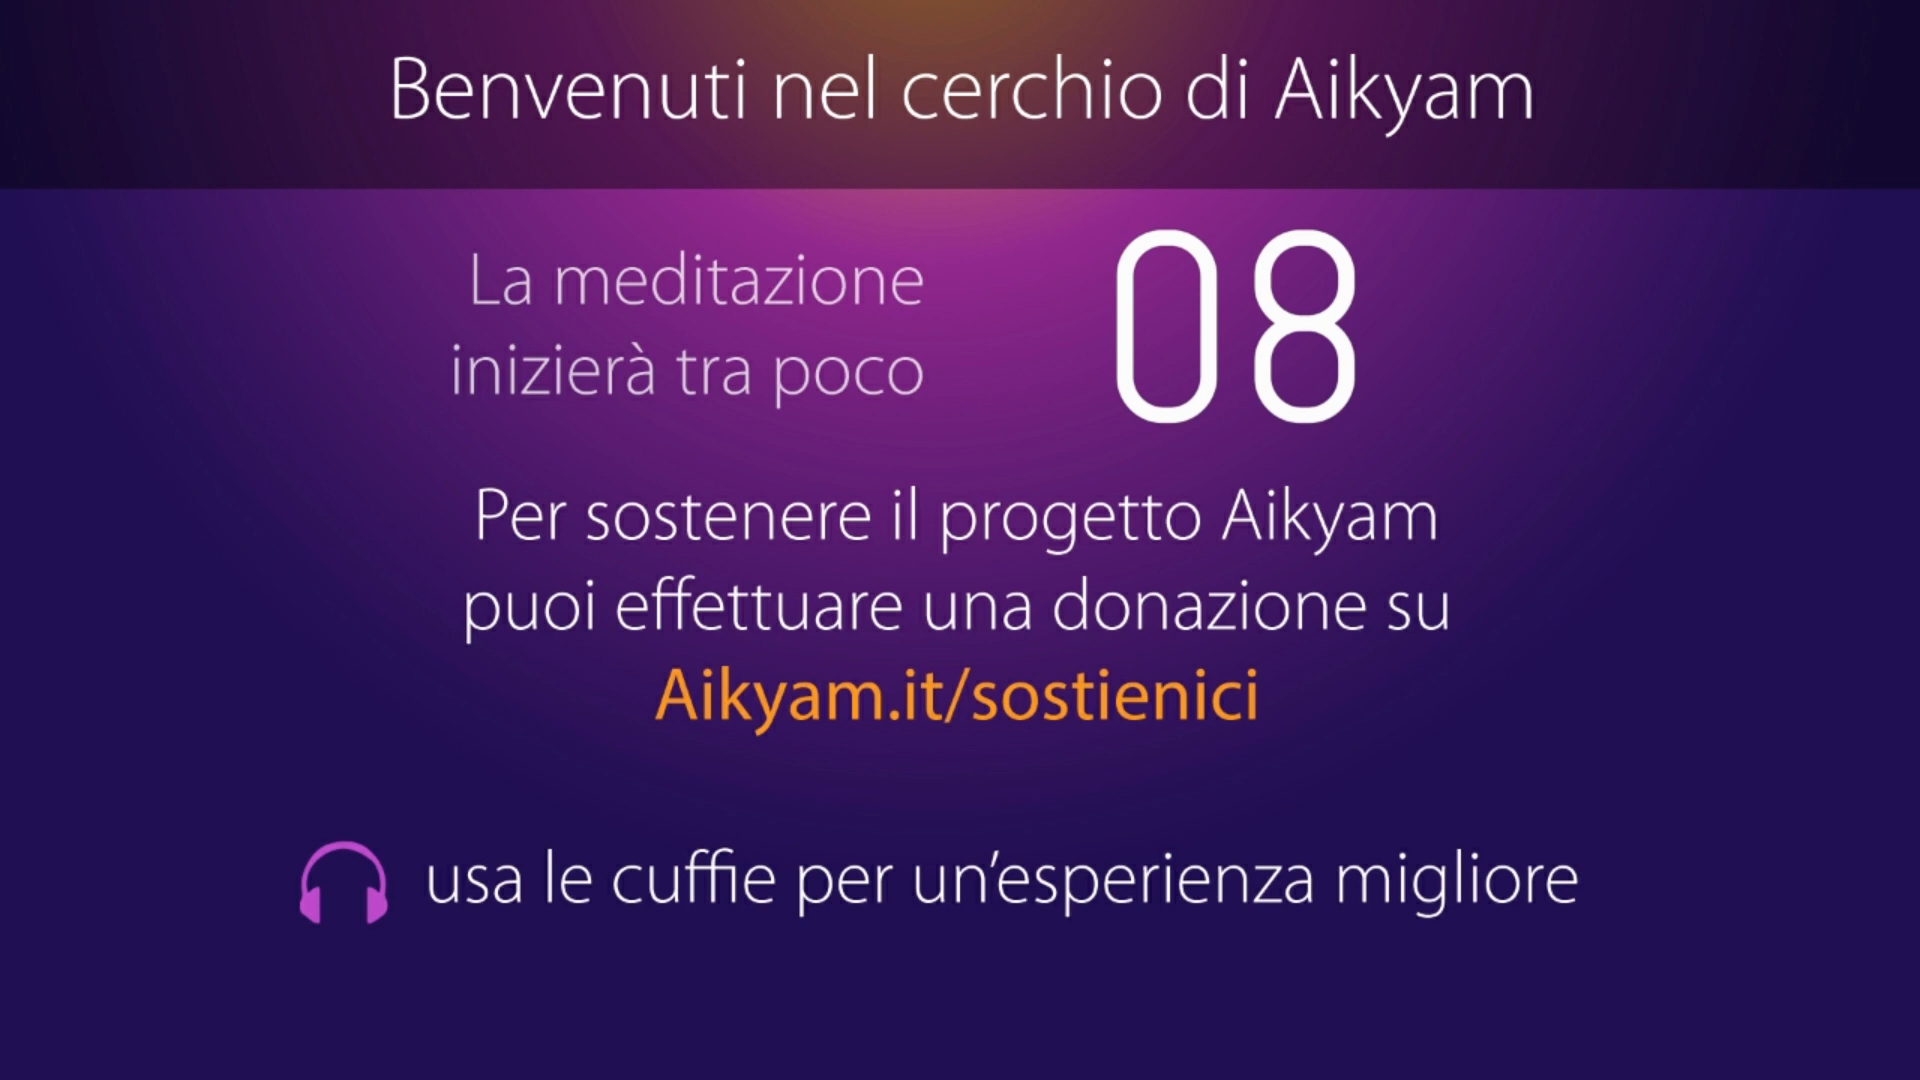 Benvenuti nel cerchio di Aikyam
La meditazione
inizierà tra poco
08
Per sostenere il progetto Aikyam
puoi effettuare una donazione su
Aikyam.it/sostienici
usa le cuffie per un’esperienza migliore